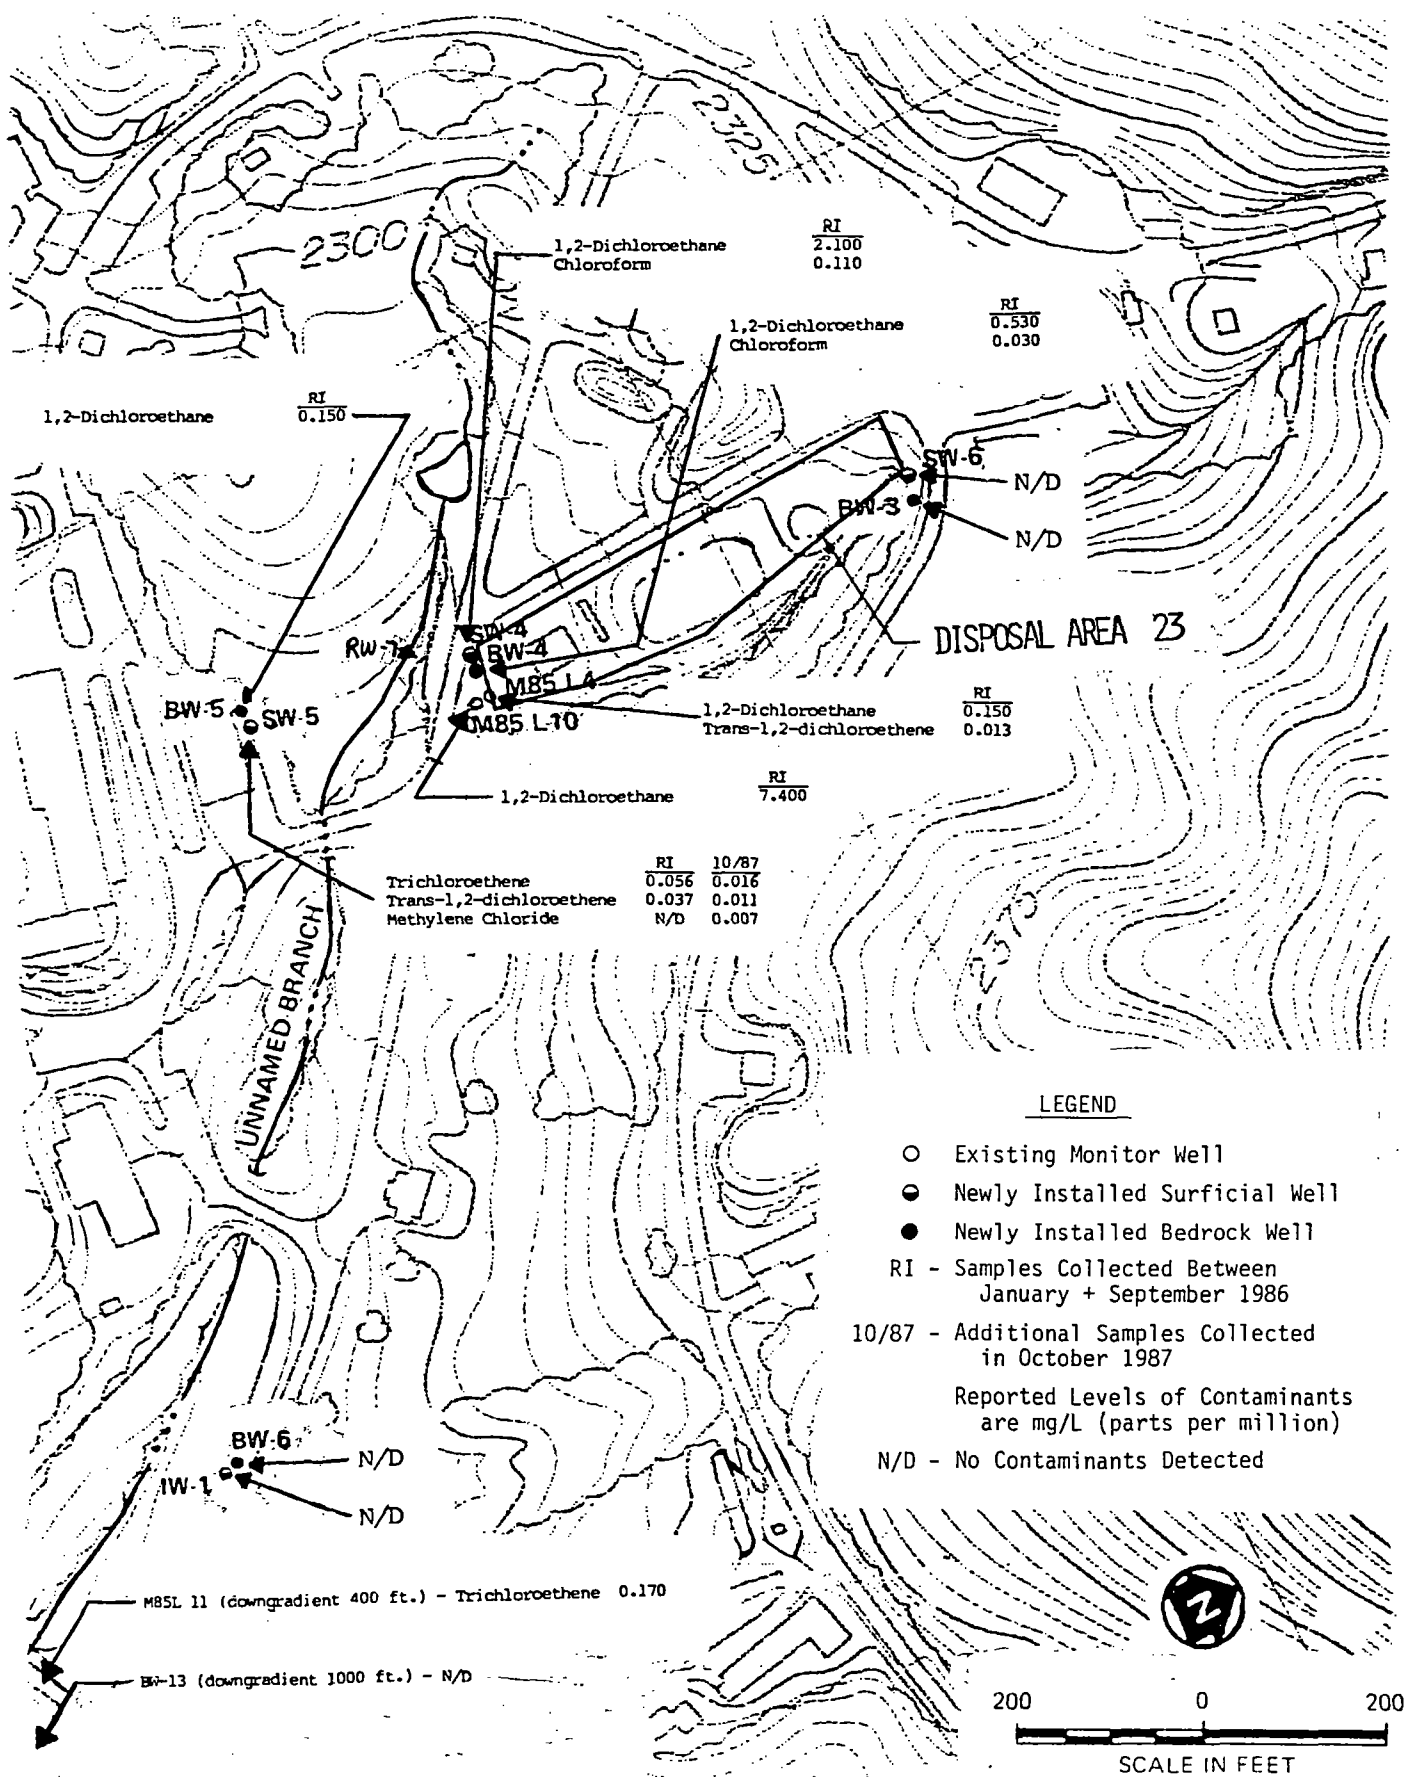 2325
2300
1,2-Dichloroethane
Chloroform
RI
2.100
0.110
1,2-Dichloroethane
Chloroform
RI
0.530
0.030
1,2-Dichloroethane
RI
0.150
SW-6
N/D
BW-3
N/D
DISPOSAL AREA 23
RW-1
SW-4
BW-4
M85 L4
M85 L-10
BW-5
SW-5
1,2-Dichloroethane
Trans-1,2-dichloroethene
RI
0.150
0.013
1,2-Dichloroethane
RI
7.400
RI 10/87
Trichloroethene 0.056 0.016
Trans-1,2-dichloroethene 0.037 0.011
Methylene Chloride N/D 0.007
2370
UNNAMED BRANCH
LEGEND
Existing Monitor Well
Newly Installed Surficial Well
Newly Installed Bedrock Well
RI - Samples Collected Between
January + September 1986
10/87 - Additional Samples Collected
in October 1987
Reported Levels of Contaminants
are mg/L (parts per million)
N/D - No Contaminants Detected
BW-6
N/D
IW-1
N/D
M85L 11 (downgradient 400 ft.) - Trichloroethene 0.170
BW-13 (downgradient 1000 ft.) - N/D
N
200 0 200
SCALE IN FEET